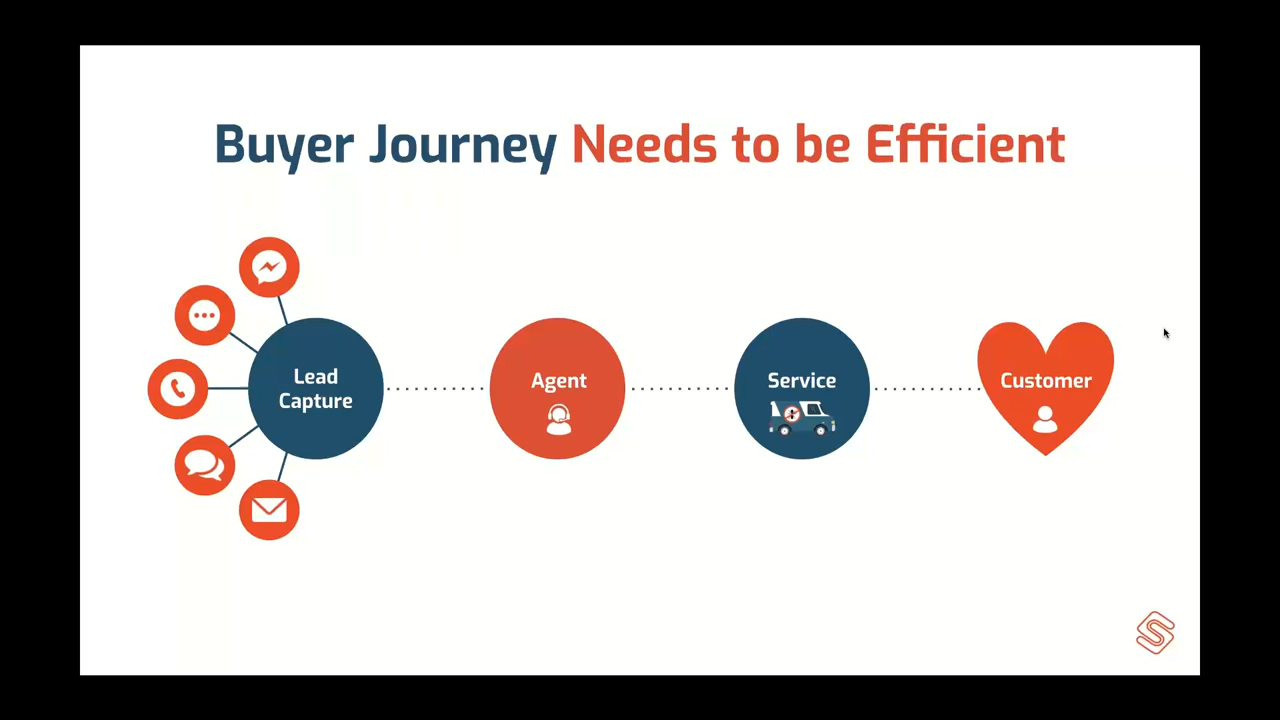 Buyer Journey Needs to be Efficient
Lead
Capture
Agent
Service
Customer